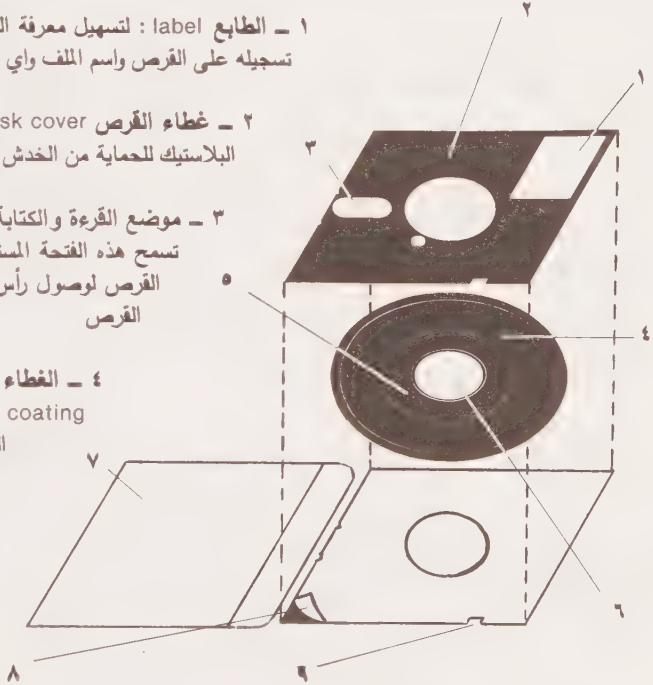 ١ ـ الطابع label : لتسهيل معرفة
تسجيله على القرص واسم الملف واي
٢ ـ غطاء القرص sk cover
البلاستيك للحماية من الخدش
٣ ـ موضع القرءة والكتابة
تسمح هذه الفتحة
القرص لوصول رأس
القرص
٤ ـ الغطاء
coating
٢
١
٣
٥
٤
٧
٦
٨
٩